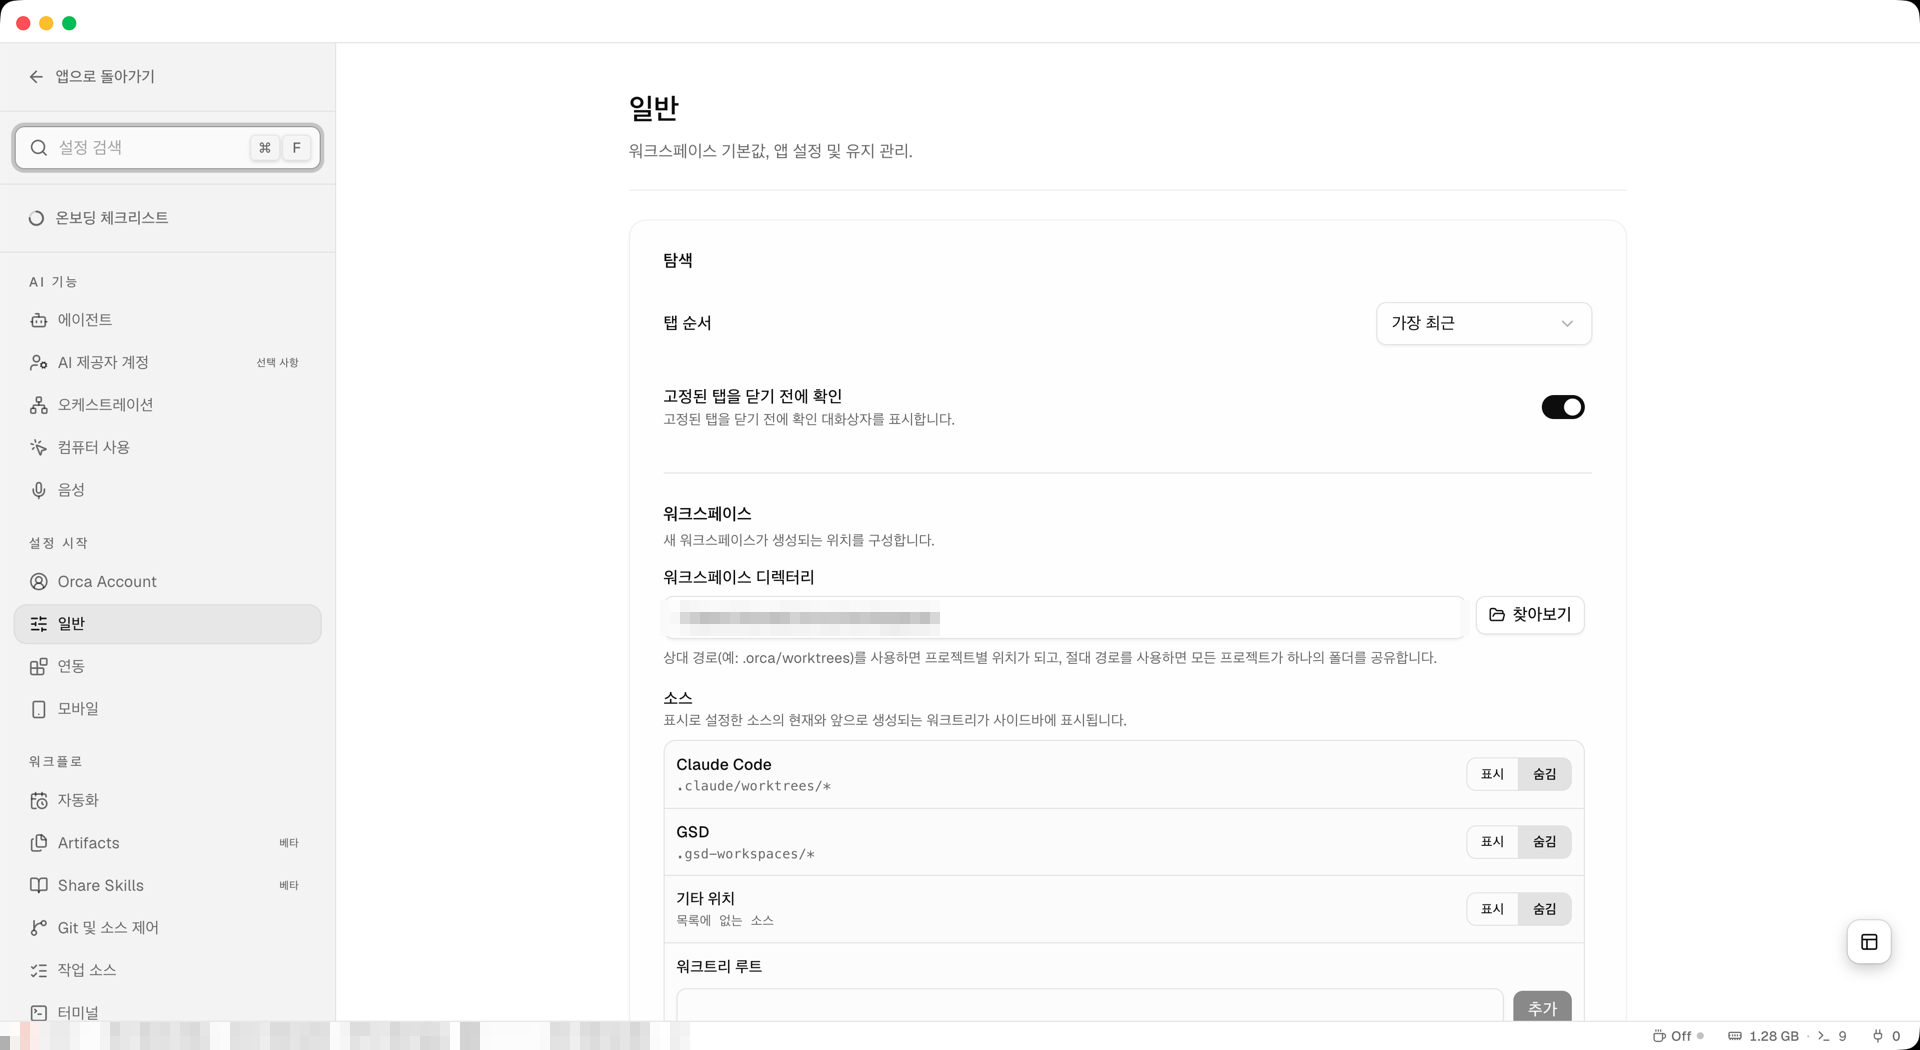 앱으로 돌아가기
설정 검색 ⌘ F
온보딩 체크리스트
AI 기능
에이전트
AI 제공자 계정 선택 사항
오케스트레이션
컴퓨터 사용
음성
설정 시작
Orca Account
일반
연동
모바일
워크플로
자동화
Artifacts 베타
Share Skills 베타
Git 및 소스 제어
작업 소스
터미널
일반
워크스페이스 기본값, 앱 설정 및 유지 관리.
탐색
탭 순서
가장 최근
고정된 탭을 닫기 전에 확인
고정된 탭을 닫기 전에 확인 대화상자를 표시합니다.
워크스페이스
새 워크스페이스가 생성되는 위치를 구성합니다.
워크스페이스 디렉터리
찾아보기
상대 경로(예: .orca/worktrees)를 사용하면 프로젝트별 위치가 되고, 절대 경로를 사용하면 모든 프로젝트가 하나의 폴더를 공유합니다.
소스
표시로 설정한 소스의 현재와 앞으로 생성되는 워크트리가 사이드바에 표시됩니다.
Claude Code
.claude/worktrees/*
표시 숨김
GSD
.gsd-workspaces/*
표시 숨김
기타 위치
목록에 없는 소스
표시 숨김
워크트리 루트
추가
Off 1.28 GB · 9 0